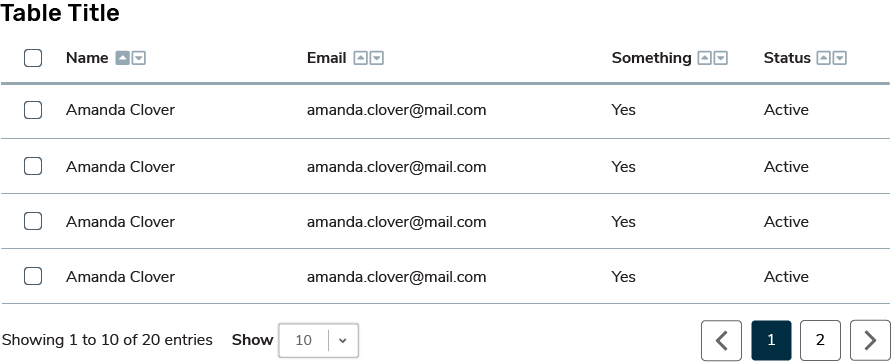 Table Title
Name Email Something Status
Amanda Clover amanda.clover@mail.com Yes Active
Amanda Clover amanda.clover@mail.com Yes Active
Amanda Clover amanda.clover@mail.com Yes Active
Amanda Clover amanda.clover@mail.com Yes Active
Showing 1 to 10 of 20 entries Show 10 1 2